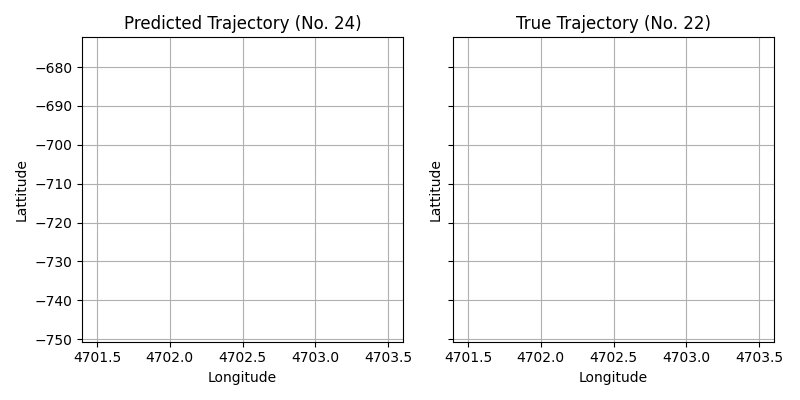 Predicted Trajectory (No. 24)
True Trajectory (No. 22)
Lattitude
−680
−690
−700
−710
−720
−730
−740
−750
4701.5 4702.0 4702.5 4703.0 4703.5
Longitude
Lattitude
4701.5 4702.0 4702.5 4703.0 4703.5
Longitude